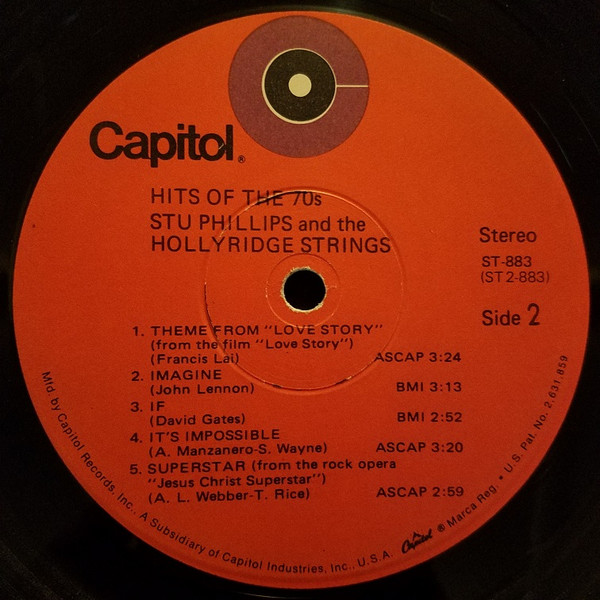 Capitol®
HITS OF THE 70s
STU PHILLIPS and the
HOLLYRIDGE STRINGS
Stereo
ST-883
(ST 2-883)
Side 2
1. THEME FROM "LOVE STORY"
(from the film "Love Story")
(Francis Lai) ASCAP 3:24
2. IMAGINE
(John Lennon) BMI 3:13
3. IF
(David Gates) BMI 2:52
4. IT'S IMPOSSIBLE
(A. Manzanero-S. Wayne) ASCAP 3:20
5. SUPERSTAR (from the rock opera
"Jesus Christ Superstar")
(A. L. Webber-T. Rice) ASCAP 2:59
Mfd. by Capitol Records, Inc., A Subsidiary of Capitol Industries, Inc., U.S.A. Capitol ® Marca Reg. • U.S. Pat. No. 2,631,859